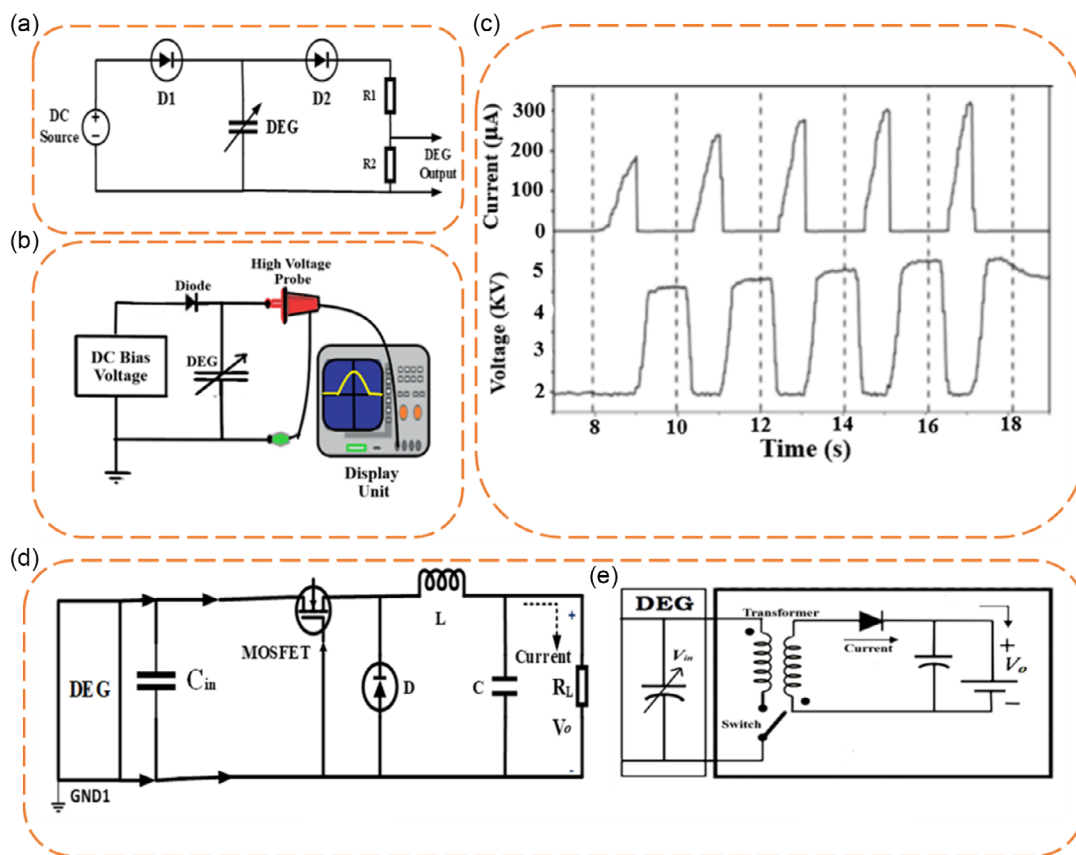 (a)
D1
D2
R1
DC
Source
DEG
R2
DEG
Output
(b)
Diode
High Voltage
Probe
DC Bias
Voltage
DEG
Display
Unit
(c)
Current (μA)
300
200
100
0
Voltage (KV)
5
4
3
2
8
10
12
14
16
18
Time (s)
(d)
L
MOSFET
Current
+
DEG
Cin
D
C
RL
Vo
-
GND1
(e)
DEG
Transformer
Vin
Current
+
Vo
−
Switch